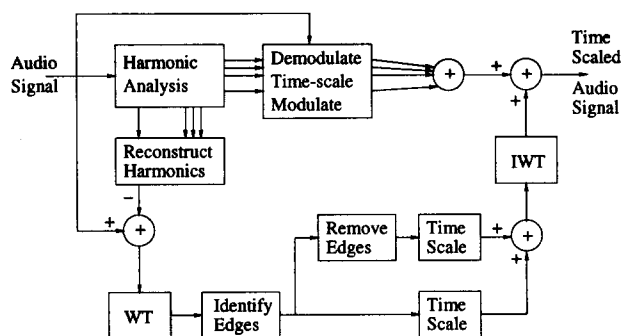 Audio
Signal
Harmonic
Analysis
Demodulate
Time-scale
Modulate
+
+
+
+
Time
Scaled
Audio
Signal
Reconstruct
Harmonics
IWT
−
+
+
Remove
Edges
Time
Scale
+
+
+
WT
Identify
Edges
Time
Scale